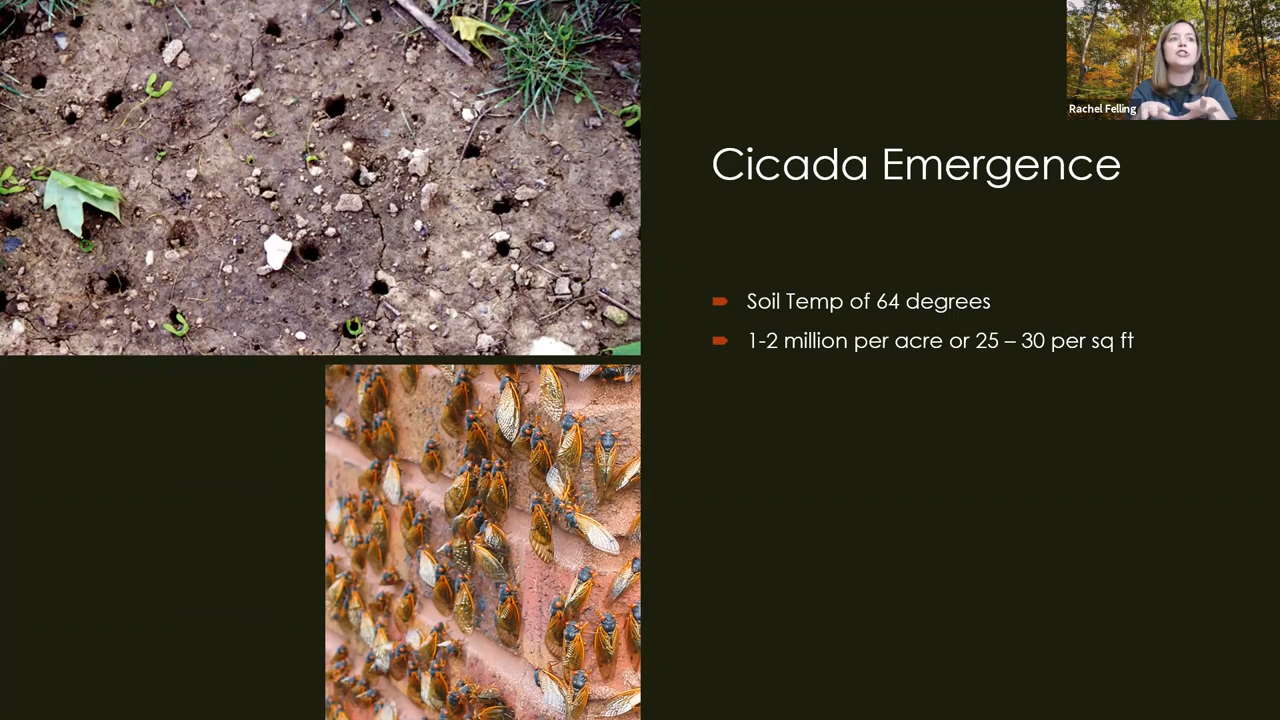 Rachel Felling
Cicada Emergence
Soil Temp of 64 degrees
1-2 million per acre or 25 – 30 per sq ft